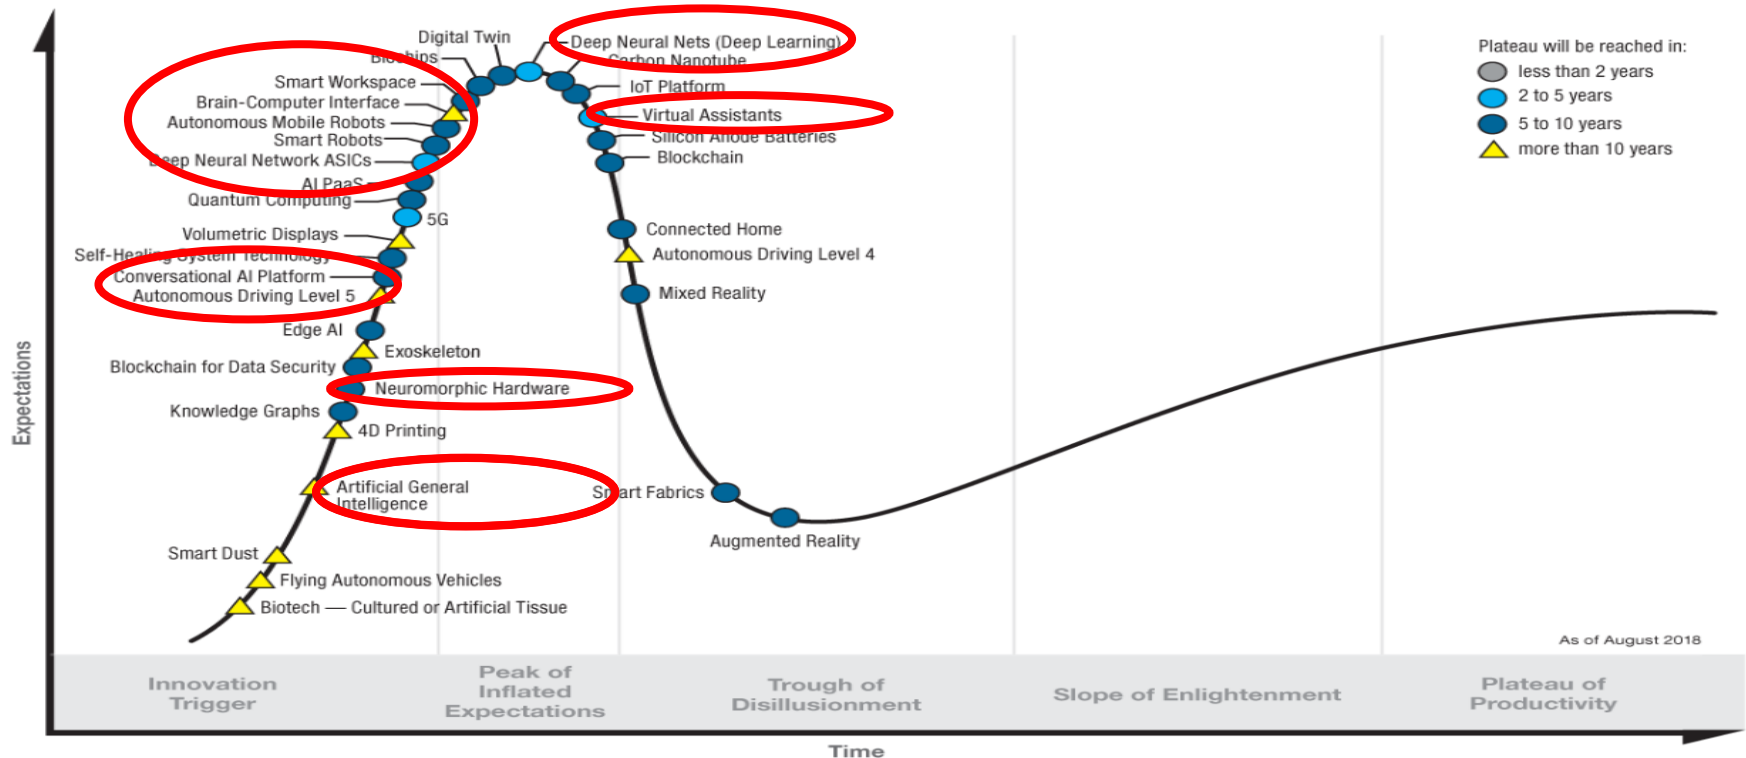 Digital Twin
Biochips
Smart Workspace
Brain-Computer Interface
Autonomous Mobile Robots
Smart Robots
Deep Neural Network ASICs
AI PaaS
Quantum Computing
5G
Volumetric Displays
Self-Healing System Technology
Conversational AI Platform
Autonomous Driving Level 5
Edge AI
Exoskeleton
Blockchain for Data Security
Neuromorphic Hardware
Knowledge Graphs
4D Printing
Artificial General
Intelligence
Smart Dust
Flying Autonomous Vehicles
Biotech — Cultured or Artificial Tissue
Deep Neural Nets (Deep Learning)
Carbon Nanotube
IoT Platform
Virtual Assistants
Silicon Anode Batteries
Blockchain
Connected Home
Autonomous Driving Level 4
Mixed Reality
Smart Fabrics
Augmented Reality
Plateau will be reached in:
less than 2 years
2 to 5 years
5 to 10 years
more than 10 years
As of August 2018
Expectations
Innovation
Trigger
Peak of
Inflated
Expectations
Trough of
Disillusionment
Slope of Enlightenment
Plateau of
Productivity
Time